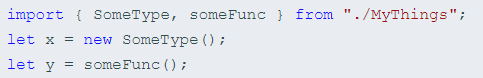 import { SomeType, someFunc } from "./MyThings";
let x = new SomeType();
let y = someFunc();